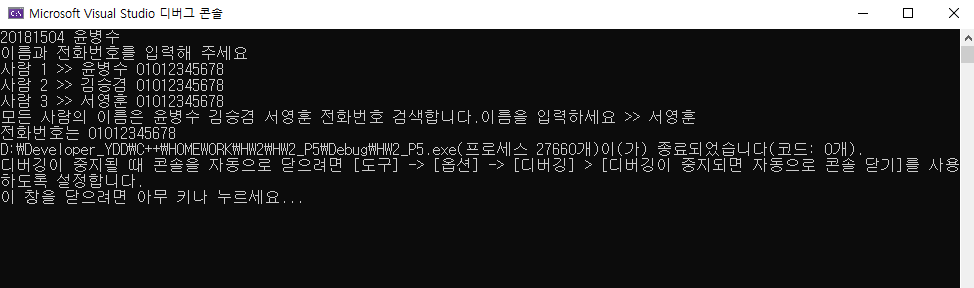 Microsoft Visual Studio 디버그 콘솔
20181504 윤병수
이름과 전화번호를 입력해 주세요
사람 1 >> 윤병수 01012345678
사람 2 >> 김승겸 01012345678
사람 3 >> 서영훈 01012345678
모든 사람의 이름은 윤병수 김승겸 서영훈 전화번호 검색합니다.이름을 입력하세요 >> 서영훈
전화번호는 01012345678
D:\Developer_YDD\C++\HOMEWORK\HW2\HW2_P5\Debug\HW2_P5.exe(프로세스 27660개)이(가) 종료되었습니다(코드: 0개).
디버깅이 중지될 때 콘솔을 자동으로 닫으려면 [도구] -> [옵션] -> [디버깅] > [디버깅이 중지되면 자동으로 콘솔 닫기]를 사용
하도록 설정합니다.
이 창을 닫으려면 아무 키나 누르세요...